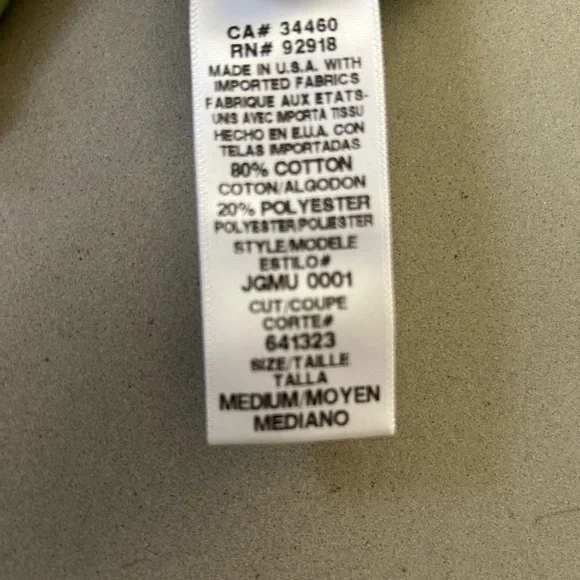 CA# 34460
RN# 92918
MADE IN U.S.A. WITH
IMPORTED FABRICS
FABRIQUE AUX ETATS-
UNIS AVEC IMPORTA TISSU
HECHO EN E.U.A. CON
TELAS IMPORTADAS
80% COTTON
COTON/ALGODON
20% POLYESTER
POLYESTER/POLIESTER
STYLE/MODELE
ESTILO#
JGMU 0001
CUT/COUPE
CORTE#
641323
SIZE/TAILLE
TALLA
MEDIUM/MOYEN
MEDIANO